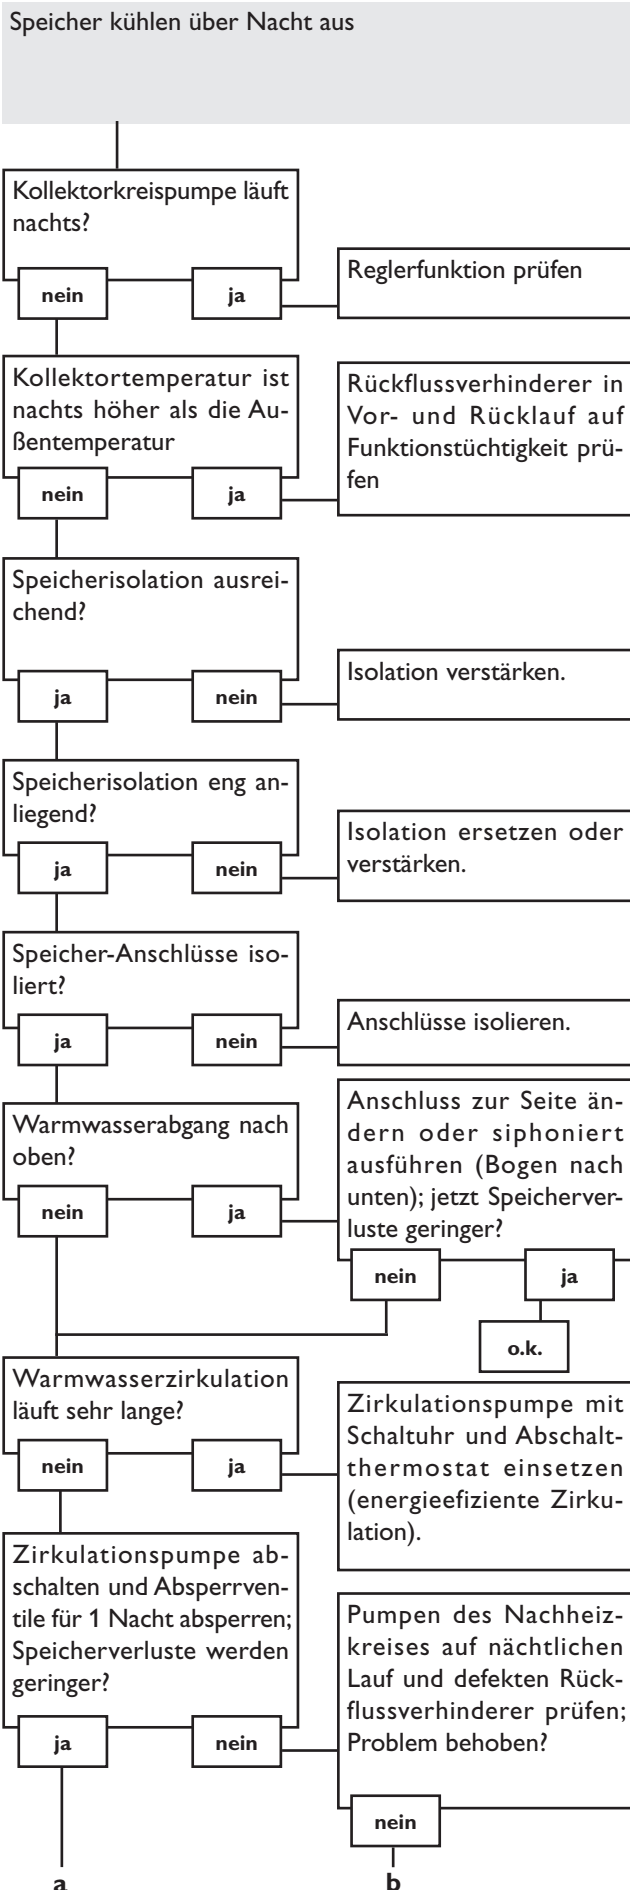 Speicher kühlen über Nacht aus
Kollektorkreispumpe läuft
nachts?
nein
ja
Reglerfunktion prüfen
Kollektortemperatur ist
nachts höher als die Au-
ßentemperatur
nein
ja
Rückflussverhinderer in
Vor- und Rücklauf auf
Funktionstüchtigkeit prü-
fen
Speicherisolation ausrei-
chend?
ja
nein
Isolation verstärken.
Speicherisolation eng an-
liegend?
ja
nein
Isolation ersetzen oder
verstärken.
Speicher-Anschlüsse iso-
liert?
ja
nein
Anschlüsse isolieren.
Warmwasserabgang nach
oben?
nein
ja
Anschluss zur Seite än-
dern oder siphoniert
ausführen (Bogen nach
unten); jetzt Speicherver-
luste geringer?
nein
ja
o.k.
Warmwasserzirkulation
läuft sehr lange?
nein
ja
Zirkulationspumpe mit
Schaltuhr und Abschalt-
thermostat einsetzen
(energieefiziente Zirku-
lation).
Zirkulationspumpe ab-
schalten und Absperrven-
tile für 1 Nacht absperren;
Speicherverluste werden
geringer?
ja
nein
Pumpen des Nachheiz-
kreises auf nächtlichen
Lauf und defekten Rück-
flussverhinderer prüfen;
Problem behoben?
nein
a
b